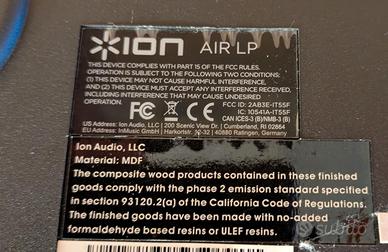 ION AIR LP
THIS DEVICE COMPLIES WITH PART 15 OF THE FCC RULES.
OPERATION IS SUBJECT TO THE FOLLOWING TWO CONDITIONS:
(1) THIS DEVICE MAY NOT CAUSE HARMFUL INTERFERENCE,
AND (2) THIS DEVICE MUST ACCEPT ANY INTERFERENCE RECEIVED,
INCLUDING INTERFERENCE THAT MAY CAUSE UNDESIRED
OPERATION.
FCC ID: 2AB3E-IT55F
IC: 10541A-IT55F
CAN ICES-3 (B)/NMB-3 (B)
FC CE
US Address: Ion Audio, LLC | 200 Scenic View Dr. | Cumberland, RI 02864
EU Address: InMusic GmbH | Harkortstr. 12-32 | 40880 Ratingen, Germany
Ion Audio, LLC
Material: MDF
The composite wood products contained in these finished
goods comply with the phase 2 emission standard specified
in section 93120.2(a) of the California Code of Regulations.
The finished goods have been made with no-added
formaldehyde based resins or ULEF resins.
subito